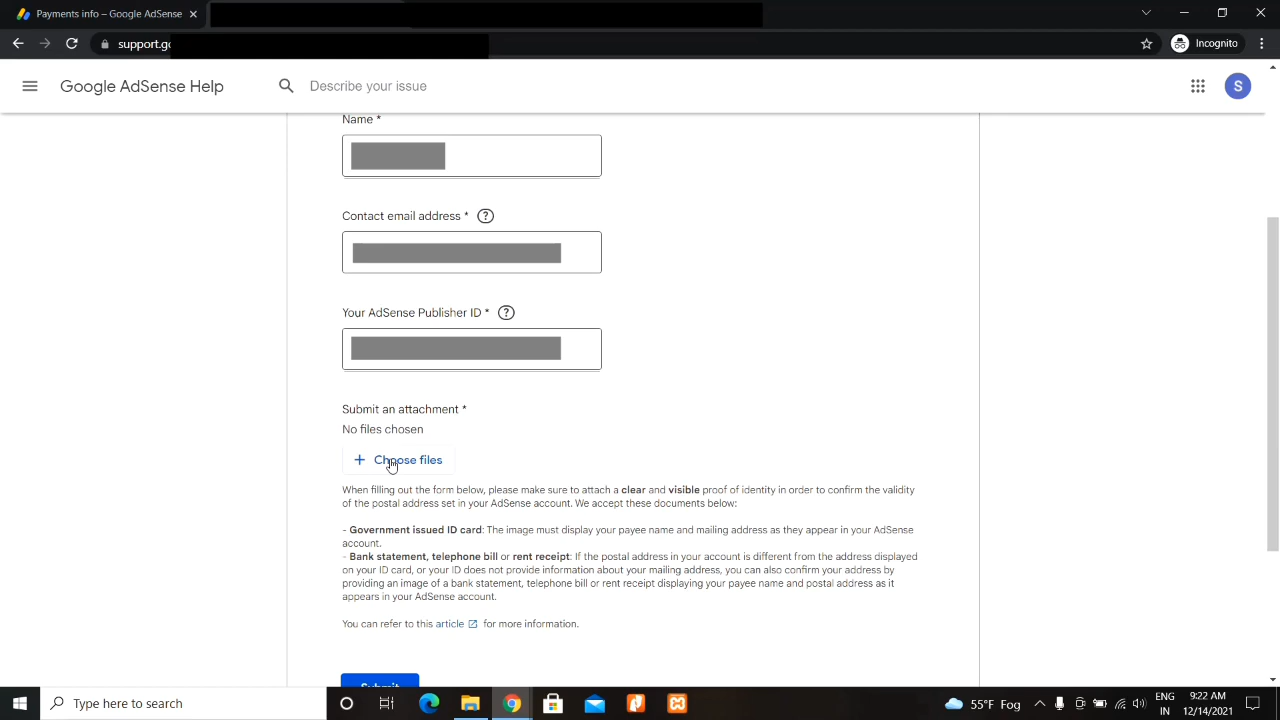 Payments info – Google AdSense
support.go
Incognito
Google AdSense Help
Describe your issue
S
Name *
Contact email address * ?
Your AdSense Publisher ID * ?
Submit an attachment *
No files chosen
+ Choose files
When filling out the form below, please make sure to attach a clear and visible proof of identity in order to confirm the validity
of the postal address set in your AdSense account. We accept these documents below:
- Government issued ID card: The image must display your payee name and mailing address as they appear in your AdSense
account.
- Bank statement, telephone bill or rent receipt: If the postal address in your account is different from the address displayed
on your ID card, or your ID does not provide information about your mailing address, you can also confirm your address by
providing an image of a bank statement, telephone bill or rent receipt displaying your payee name and postal address as it
appears in your AdSense account.
You can refer to this article for more information.
Submit
Type here to search
55°F Fog
ENG
IN
9:22 AM
12/14/2021